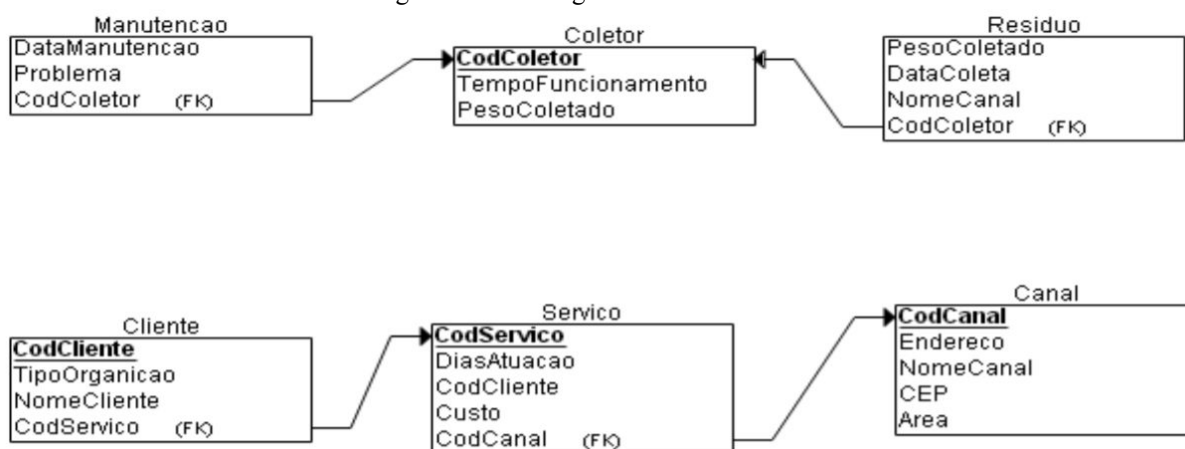 Manutencao
DataManutencao
Problema
CodColetor (FK)
Coletor
CodColetor
TempoFuncionamento
PesoColetado
Residuo
PesoColetado
DataColeta
NomeCanal
CodColetor (FK)
Cliente
CodCliente
TipoOrganicao
NomeCliente
CodServico (FK)
Servico
CodServico
DiasAtuacao
CodCliente
Custo
CodCanal (FK)
Canal
CodCanal
Endereco
NomeCanal
CEP
Area